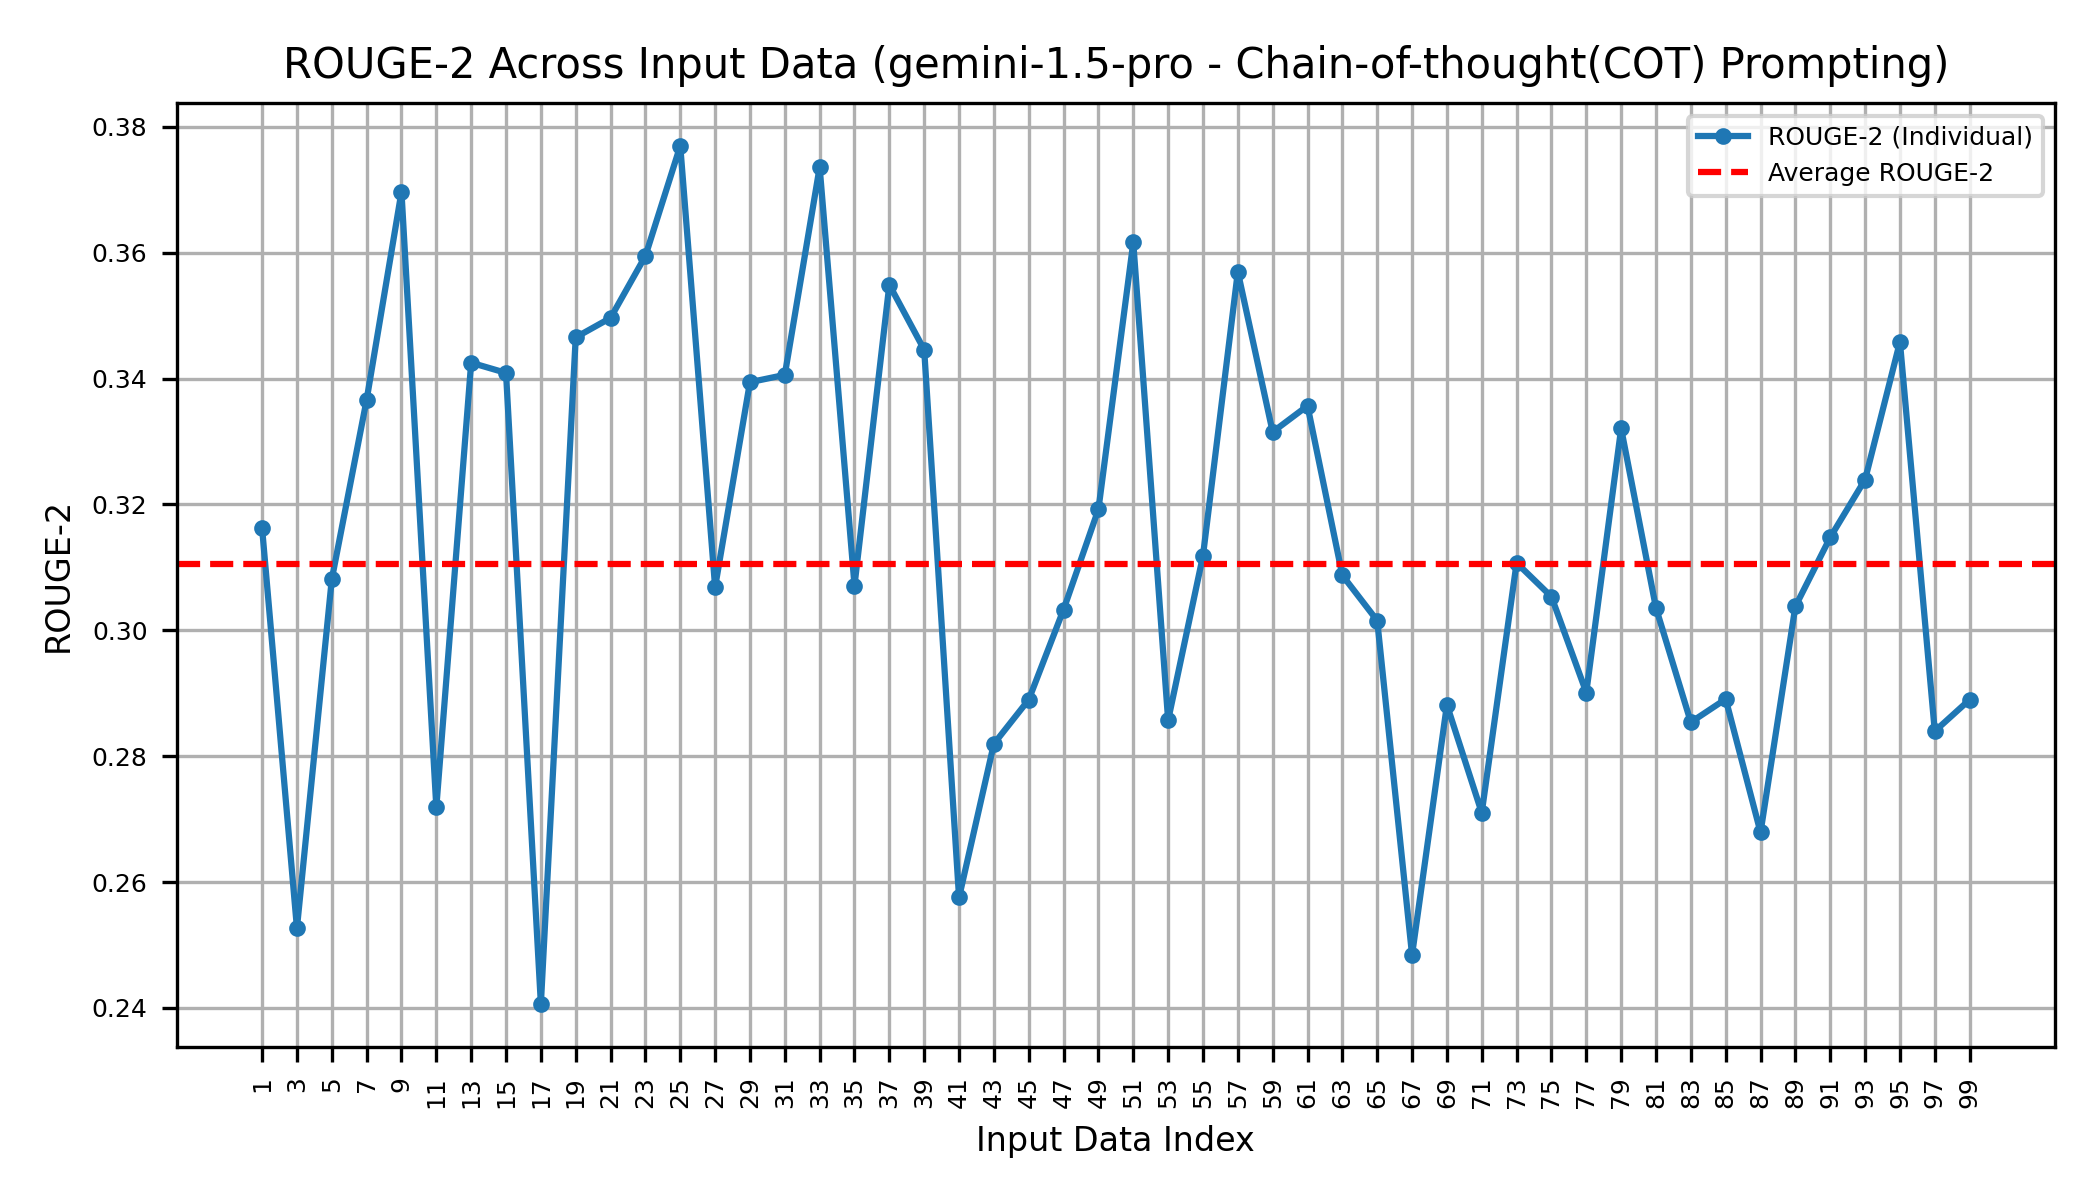 ROUGE-2 Across Input Data (gemini-1.5-pro - Chain-of-thought(COT) Prompting)
ROUGE-2 (Individual)
Average ROUGE-2
0.38
0.36
0.34
0.32
0.30
0.28
0.26
0.24
ROUGE-2
1 3 5 7 9 11 13 15 17 19 21 23 25 27 29 31 33 35 37 39 41 43 45 47 49 51 53 55 57 59 61 63 65 67 69 71 73 75 77 79 81 83 85 87 89 91 93 95 97 99
Input Data Index